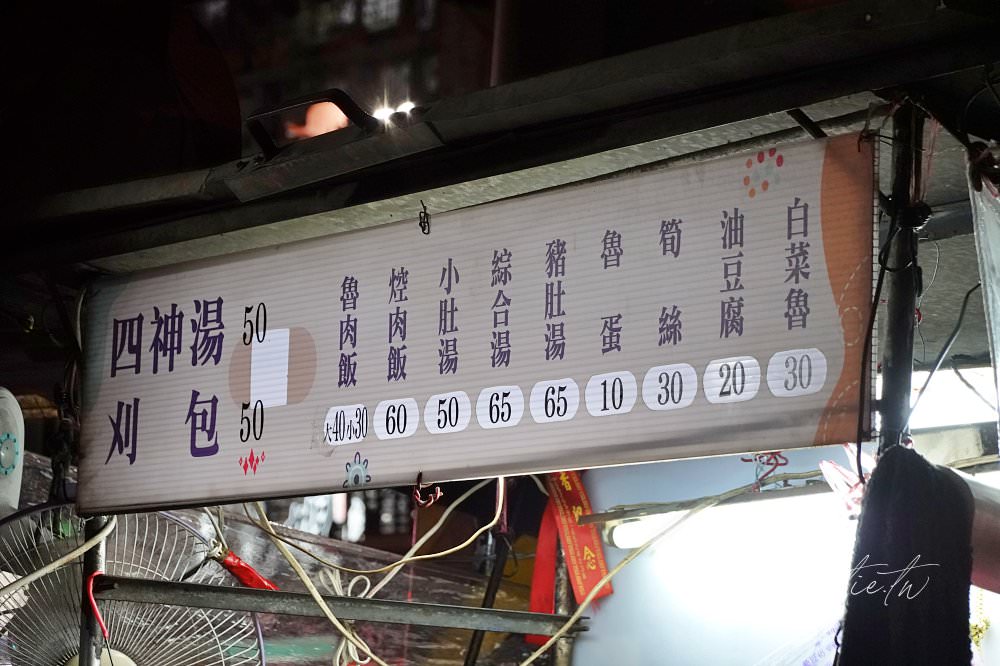 四神湯 50
刈包 50
魯肉飯 大40小30
焢肉飯 60
小肚湯 50
綜合湯 65
豬肚湯 65
魯蛋 10
筍絲 30
油豆腐 20
白菜魯 30
念
tie.tw